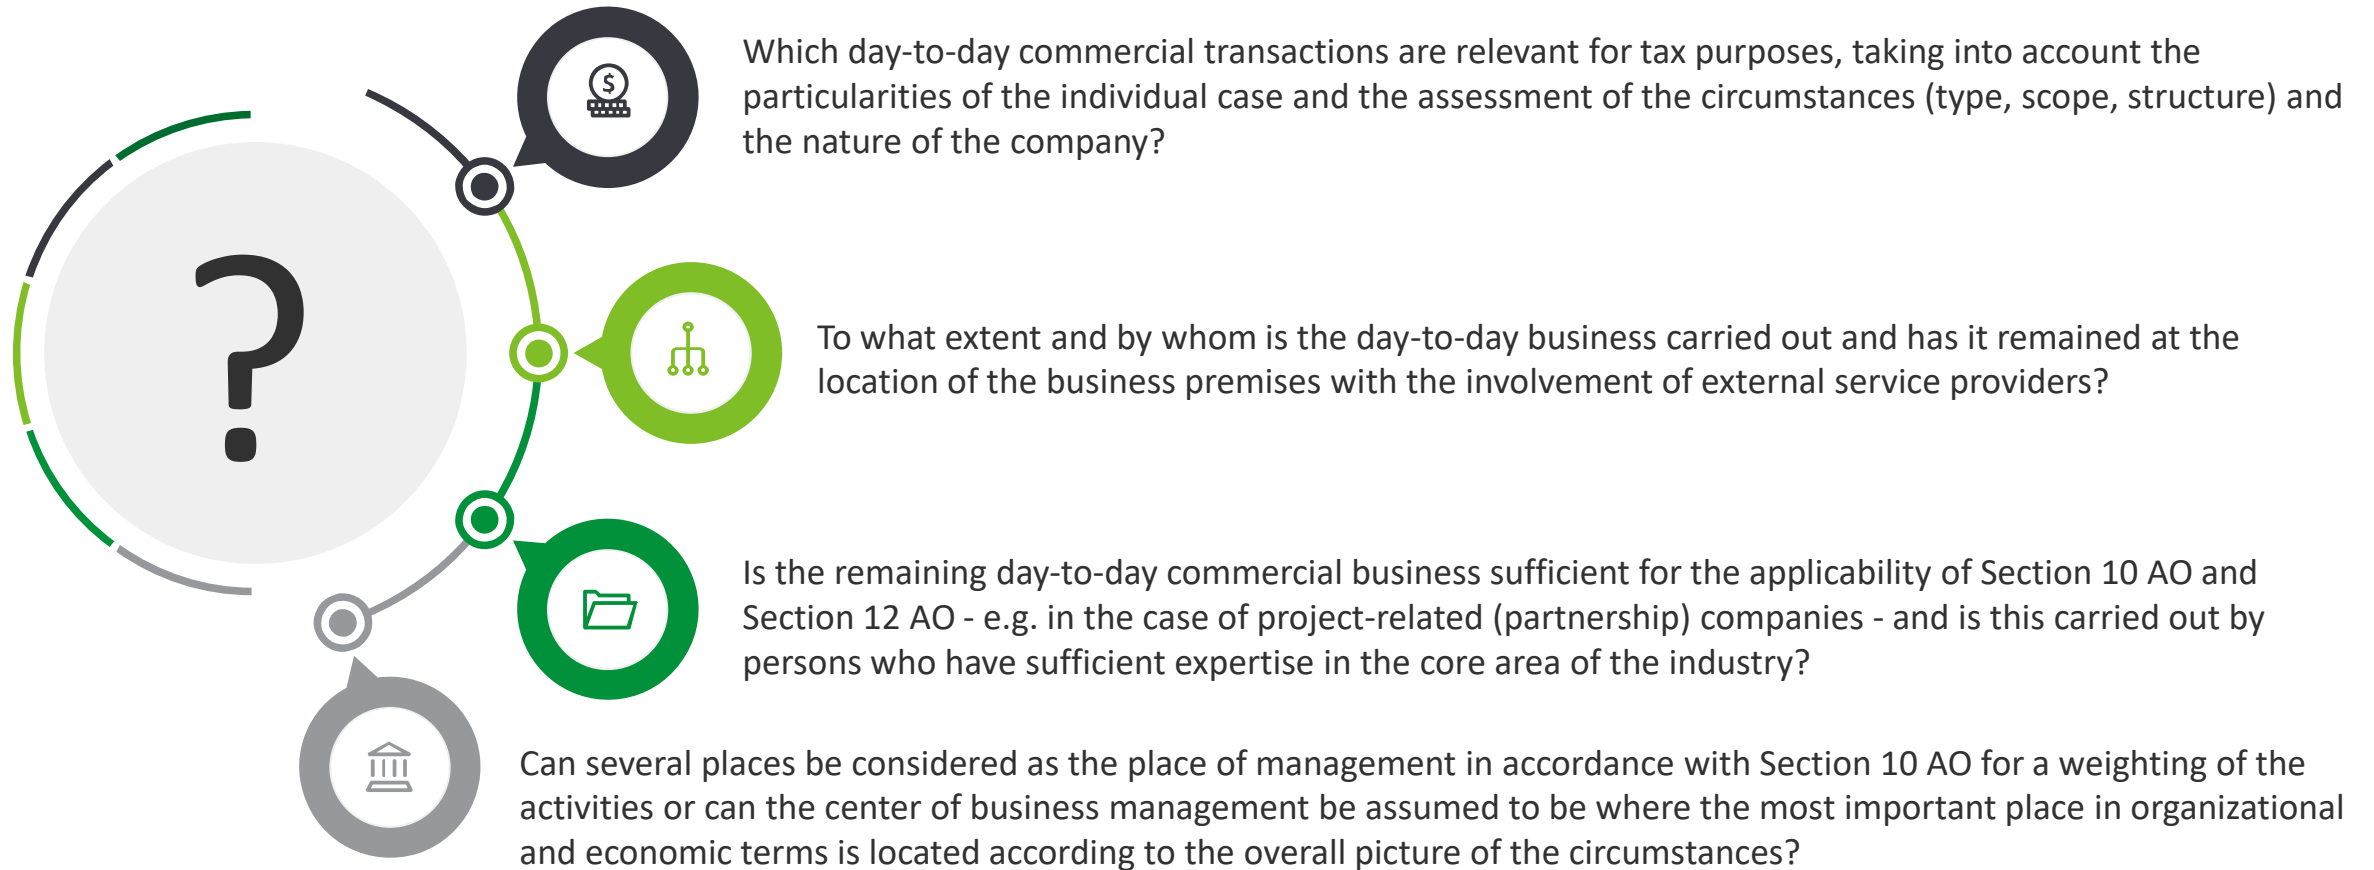 ?
$
Which day-to-day commercial transactions are relevant for tax purposes, taking into account the
particularities of the individual case and the assessment of the circumstances (type, scope, structure) and
the nature of the company?
To what extent and by whom is the day-to-day business carried out and has it remained at the
location of the business premises with the involvement of external service providers?
Is the remaining day-to-day commercial business sufficient for the applicability of Section 10 AO and
Section 12 AO - e.g. in the case of project-related (partnership) companies - and is this carried out by
persons who have sufficient expertise in the core area of the industry?
Can several places be considered as the place of management in accordance with Section 10 AO for a weighting of the
activities or can the center of business management be assumed to be where the most important place in organizational
and economic terms is located according to the overall picture of the circumstances?